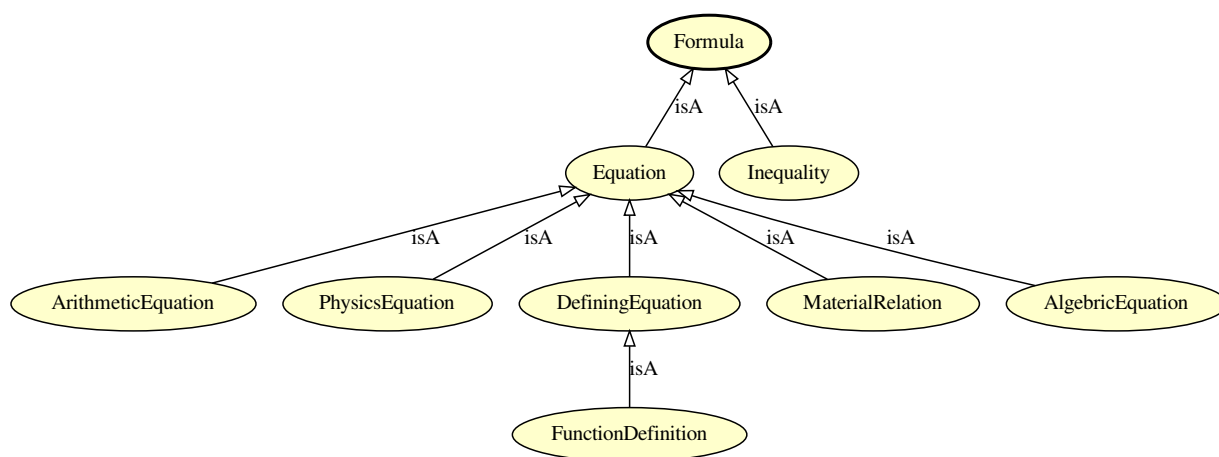 Formula
isA
isA
Equation
Inequality
isA
isA
isA
isA
isA
ArithmeticEquation
PhysicsEquation
DefiningEquation
MaterialRelation
AlgebricEquation
isA
FunctionDefinition